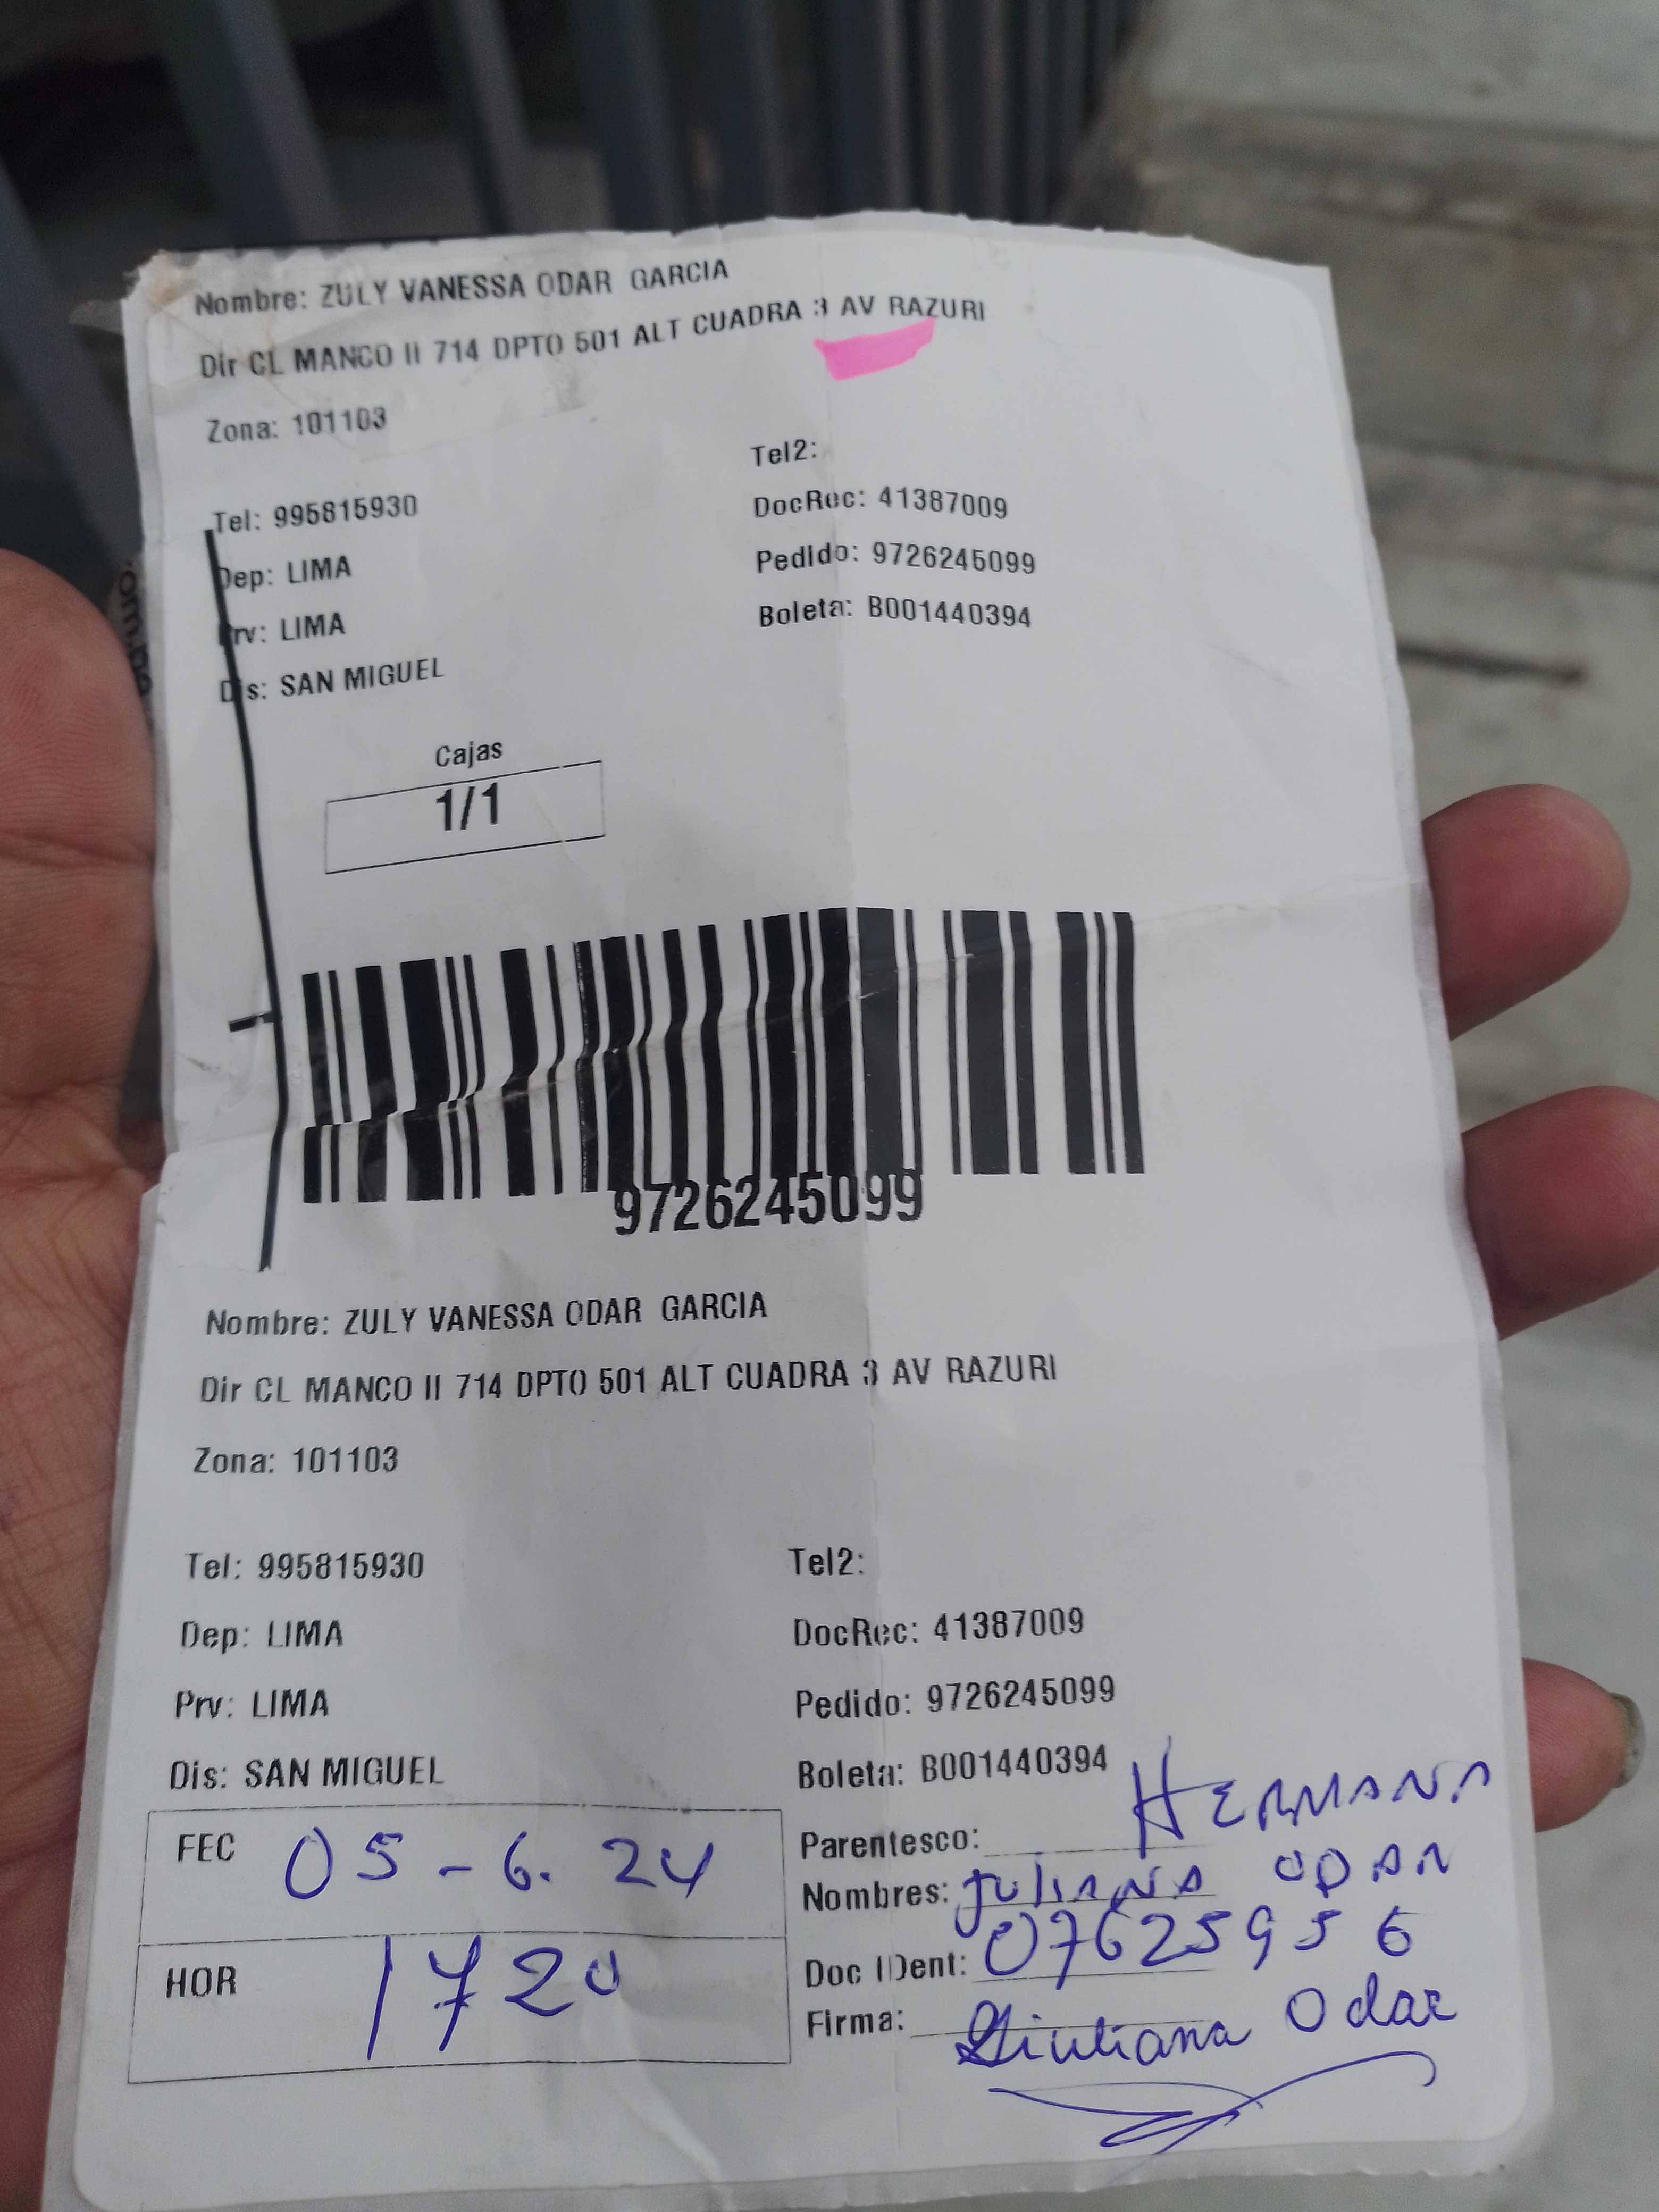 Nombre: ZULY VANESSA ODAR GARCIA
Dir CL MANCO II 714 DPTO 501 ALT CUADRA 3 AV RAZURI
Zona: 101103
Tel2:
Tel: 995815930
DocRec: 41387009
Dep: LIMA
Pedido: 9726245099
Prv: LIMA
Boleta: B001440394
Dis: SAN MIGUEL
Cajas
1/1
9726245099
Nombre: ZULY VANESSA ODAR GARCIA
Dir CL MANCO II 714 DPTO 501 ALT CUADRA 3 AV RAZURI
Zona: 101103
Tel: 995815930 Tel2:
Dep: LIMA DocRec: 41387009
Prv: LIMA Pedido: 9726245099
Dis: SAN MIGUEL Boleta: B001440394
FEC 05-6.24
Parentesco: HERMANA
Nombres: JULIANA ODAR
HOR 1720
Doc IDent: 07625956
Firma: Giuliana Odar